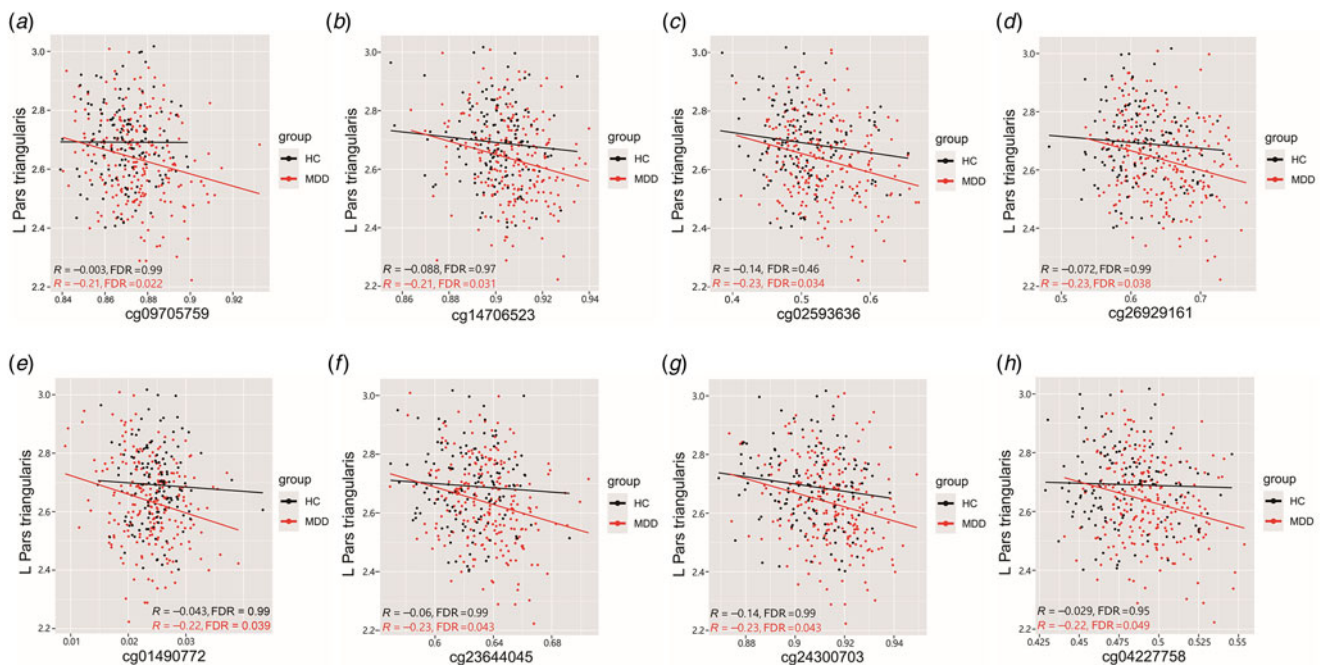 (a)
3.0
2.8
2.6
2.4
2.2
L Pars triangularis
R = −0.003, FDR = 0.99
R = −0.21, FDR = 0.022
0.84 0.86 0.88 0.9 0.92
cg09705759
group
HC
MDD
(b)
3.0
2.8
2.6
2.4
2.2
L Pars triangularis
R = −0.088, FDR = 0.97
R = −0.21, FDR = 0.031
0.86 0.88 0.9 0.92 0.94
cg14706523
group
HC
MDD
(c)
3.0
2.8
2.6
2.4
2.2
L Pars triangularis
R = −0.14, FDR = 0.46
R = −0.23, FDR = 0.034
0.4 0.5 0.6
cg02593636
group
HC
MDD
(d)
3.0
2.8
2.6
2.4
2.2
L Pars triangularis
R = −0.072, FDR = 0.99
R = −0.23, FDR = 0.038
0.5 0.6 0.7
cg26929161
group
HC
MDD
(e)
3.0
2.8
2.6
2.4
2.2
L Pars triangularis
R = −0.043, FDR = 0.99
R = −0.22, FDR = 0.039
0.01 0.02 0.03
cg01490772
group
HC
MDD
(f)
3.0
2.8
2.6
2.4
2.2
L Pars triangularis
R = −0.06, FDR = 0.99
R = −0.23, FDR = 0.043
0.6 0.64 0.68
cg23644045
group
HC
MDD
(g)
3.0
2.8
2.6
2.4
2.2
L Pars triangularis
R = −0.14, FDR = 0.99
R = −0.23, FDR = 0.043
0.88 0.9 0.92 0.94
cg24300703
group
HC
MDD
(h)
3.0
2.8
2.6
2.4
2.2
L Pars triangularis
R = −0.029, FDR = 0.95
R = −0.22, FDR = 0.049
0.425 0.45 0.475 0.5 0.525 0.55
cg04227758
group
HC
MDD